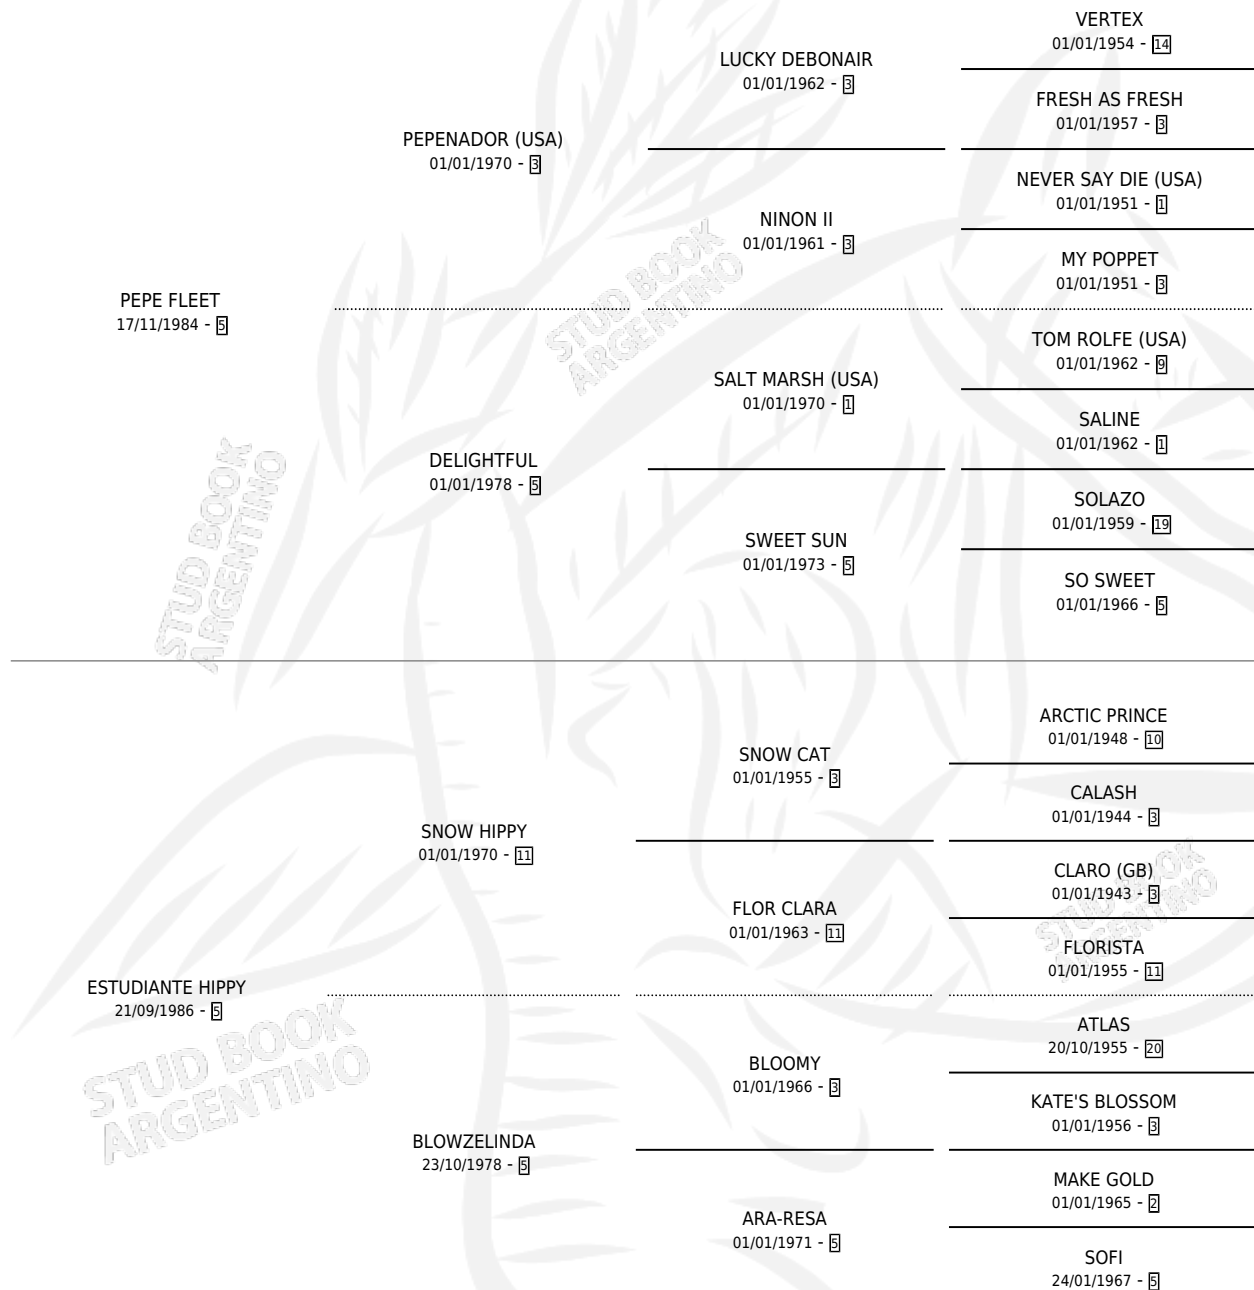 VERTEX
01/01/1954 - 14
LUCKY DEBONAIR
01/01/1962 - 3
FRESH AS FRESH
01/01/1957 - 3
PEPENADOR (USA)
01/01/1970 - 3
NEVER SAY DIE (USA)
01/01/1951 - 1
NINON II
01/01/1961 - 3
MY POPPET
01/01/1951 - 3
STUD BOOK
ARGENTINO
PEPE FLEET
17/11/1984 - 5
TOM ROLFE (USA)
01/01/1962 - 9
SALT MARSH (USA)
01/01/1970 - 1
SALINE
01/01/1962 - 1
DELIGHTFUL
01/01/1978 - 5
SOLAZO
01/01/1959 - 19
SWEET SUN
01/01/1973 - 5
SO SWEET
01/01/1966 - 5
STUD BOOK
ARGENTINO
ARCTIC PRINCE
01/01/1948 - 10
SNOW CAT
01/01/1955 - 3
CALASH
01/01/1944 - 3
SNOW HIPPY
01/01/1970 - 11
CLARO (GB)
01/01/1943 - 3
FLOR CLARA
01/01/1963 - 11
FLORISTA
01/01/1955 - 11
STUD BOOK
ARGENTINO
ESTUDIANTE HIPPY
21/09/1986 - 5
ATLAS
20/10/1955 - 20
BLOOMY
01/01/1966 - 3
KATE'S BLOSSOM
01/01/1956 - 3
STUD BOOK
ARGENTINO
BLOWZELINDA
23/10/1978 - 5
MAKE GOLD
01/01/1965 - 2
ARA-RESA
01/01/1971 - 5
SOFI
24/01/1967 - 5